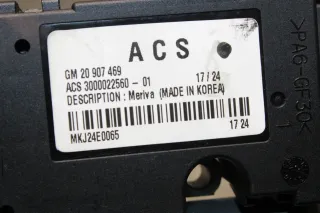 ACS
GM 20 907 469 17/24
ACS 3000022560-01
DESCRIPTION : Meriva (MADE IN KOREA)
MKJ24E0065 17 24
>PA6-GF30<
1